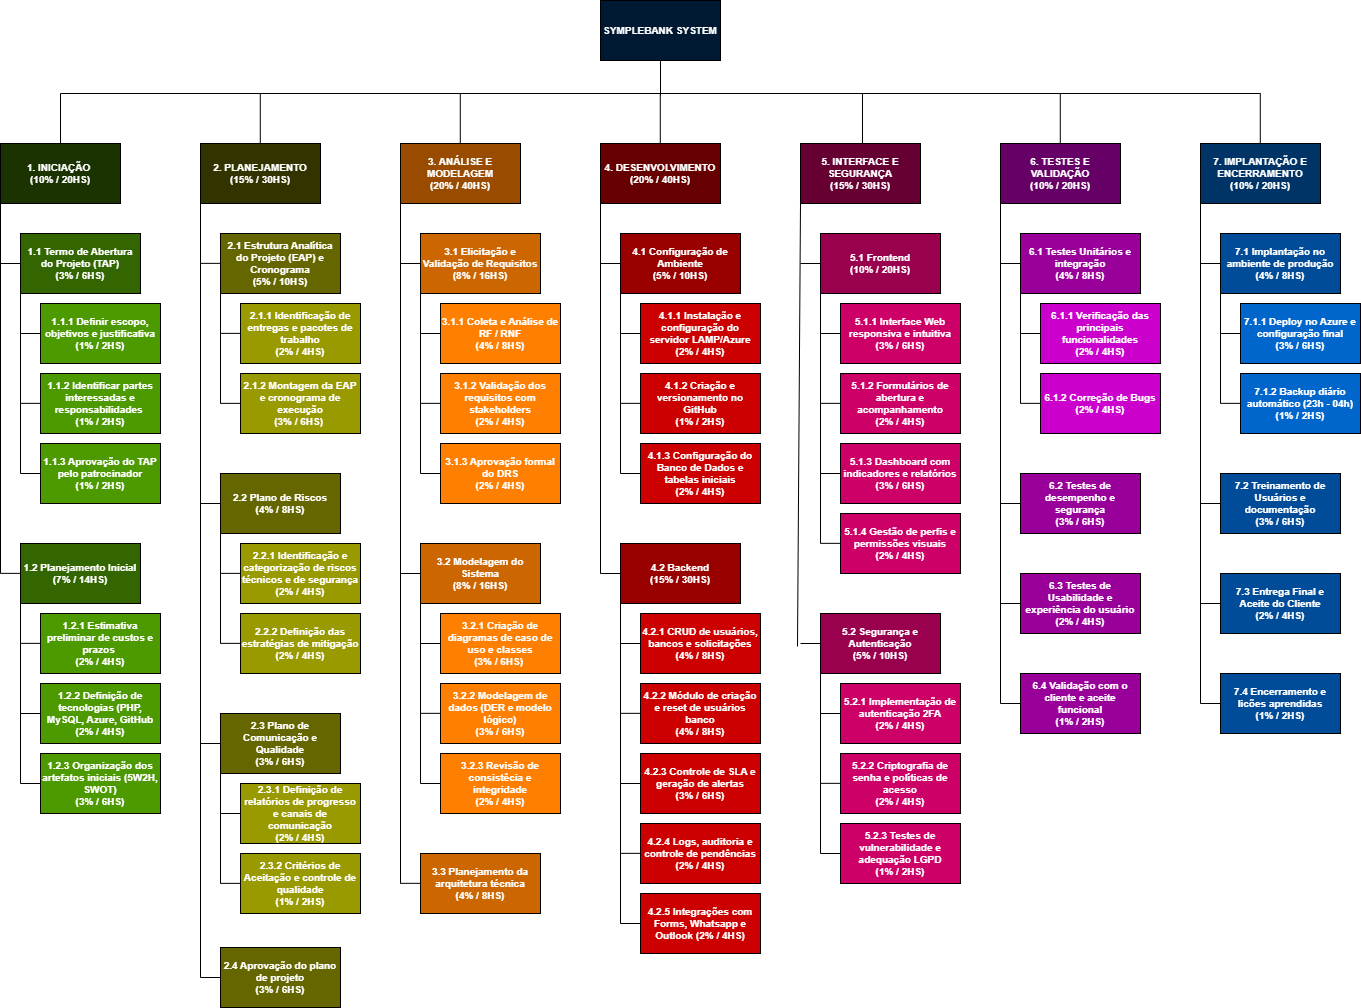 SYMPLEBANK SYSTEM
1. INICIAÇÃO
(10% / 20HS)
1.1 Termo de Abertura
do Projeto (TAP)
(3% / 6HS)
1.1.1 Definir escopo,
objetivos e justificativa
(1% / 2HS)
1.1.2 Identificar partes
interessadas e
responsabilidades
(1% / 2HS)
1.1.3 Aprovação do TAP
pelo patrocinador
(1% / 2HS)
1.2 Planejamento Inicial
(7% / 14HS)
1.2.1 Estimativa
preliminar de custos e
prazos
(2% / 4HS)
1.2.2 Definição de
tecnologias (PHP,
MySQL, Azure, GitHub
(2% / 4HS)
1.2.3 Organização dos
artefatos iniciais (5W2H,
SWOT)
(3% / 6HS)
2. PLANEJAMENTO
(15% / 30HS)
2.1 Estrutura Analítica
do Projeto (EAP) e
Cronograma
(5% / 10HS)
2.1.1 Identificação de
entregas e pacotes de
trabalho
(2% / 4HS)
2.1.2 Montagem da EAP
e cronograma de
execução
(3% / 6HS)
2.2 Plano de Riscos
(4% / 8HS)
2.2.1 Identificação e
categorização de riscos
técnicos e de segurança
(2% / 4HS)
2.2.2 Definição das
estratégias de mitigação
(2% / 4HS)
2.3 Plano de
Comunicação e
Qualidade
(3% / 6HS)
2.3.1 Definição de
relatórios de progresso
e canais de
comunicação
(2% / 4HS)
2.3.2 Critérios de
Aceitação e controle de
qualidade
(1% / 2HS)
2.4 Aprovação do plano
de projeto
(3% / 6HS)
3. ANÁLISE E
MODELAGEM
(20% / 40HS)
3.1 Elicitação e
Validação de Requisitos
(8% / 16HS)
3.1.1 Coleta e Análise de
RF / RNF
(4% / 8HS)
3.1.2 Validação dos
requisitos com
stakeholders
(2% / 4HS)
3.1.3 Aprovação formal
do DRS
(2% / 4HS)
3.2 Modelagem do
Sistema
(8% / 16HS)
3.2.1 Criação de
diagramas de caso de
uso e classes
(3% / 6HS)
3.2.2 Modelagem de
dados (DER e modelo
lógico)
(3% / 6HS)
3.2.3 Revisão de
consistêcia e
integridade
(2% / 4HS)
3.3 Planejamento da
arquitetura técnica
(4% / 8HS)
4. DESENVOLVIMENTO
(20% / 40HS)
4.1 Configuração de
Ambiente
(5% / 10HS)
4.1.1 Instalação e
configuração do
servidor LAMP/Azure
(2% / 4HS)
4.1.2 Criação e
versionamento no
GitHub
(1% / 2HS)
4.1.3 Configuração do
Banco de Dados e
tabelas iniciais
(2% / 4HS)
4.2 Backend
(15% / 30HS)
4.2.1 CRUD de usuários,
bancos e solicitações
(4% / 8HS)
4.2.2 Módulo de criação
e reset de usuários
banco
(4% / 8HS)
4.2.3 Controle de SLA e
geração de alertas
(3% / 6HS)
4.2.4 Logs, auditoria e
controle de pendências
(2% / 4HS)
4.2.5 Integrações com
Forms, Whatsapp e
Outlook (2% / 4HS)
5. INTERFACE E
SEGURANÇA
(15% / 30HS)
5.1 Frontend
(10% / 20HS)
5.1.1 Interface Web
responsiva e intuitiva
(3% / 6HS)
5.1.2 Formulários de
abertura e
acompanhamento
(2% / 4HS)
5.1.3 Dashboard com
indicadores e relatórios
(3% / 6HS)
5.1.4 Gestão de perfis e
permissões visuais
(2% / 4HS)
5.2 Segurança e
Autenticação
(5% / 10HS)
5.2.1 Implementação de
autenticação 2FA
(2% / 4HS)
5.2.2 Criptografia de
senha e políticas de
acesso
(2% / 4HS)
5.2.3 Testes de
vulnerabilidade e
adequação LGPD
(1% / 2HS)
6. TESTES E
VALIDAÇÃO
(10% / 20HS)
6.1 Testes Unitários e
integração
(4% / 8HS)
6.1.1 Verificação das
principais
funcionalidades
(2% / 4HS)
6.1.2 Correção de Bugs
(2% / 4HS)
6.2 Testes de
desempenho e
segurança
(3% / 6HS)
6.3 Testes de
Usabilidade e
experiência do usuário
(2% / 4HS)
6.4 Validação com o
cliente e aceite
funcional
(1% / 2HS)
7. IMPLANTAÇÃO E
ENCERRAMENTO
(10% / 20HS)
7.1 Implantação no
ambiente de produção
(4% / 8HS)
7.1.1 Deploy no Azure e
configuração final
(3% / 6HS)
7.1.2 Backup diário
automático (23h - 04h)
(1% / 2HS)
7.2 Treinamento de
Usuários e
documentação
(3% / 6HS)
7.3 Entrega Final e
Aceite do Cliente
(2% / 4HS)
7.4 Encerramento e
licões aprendidas
(1% / 2HS)